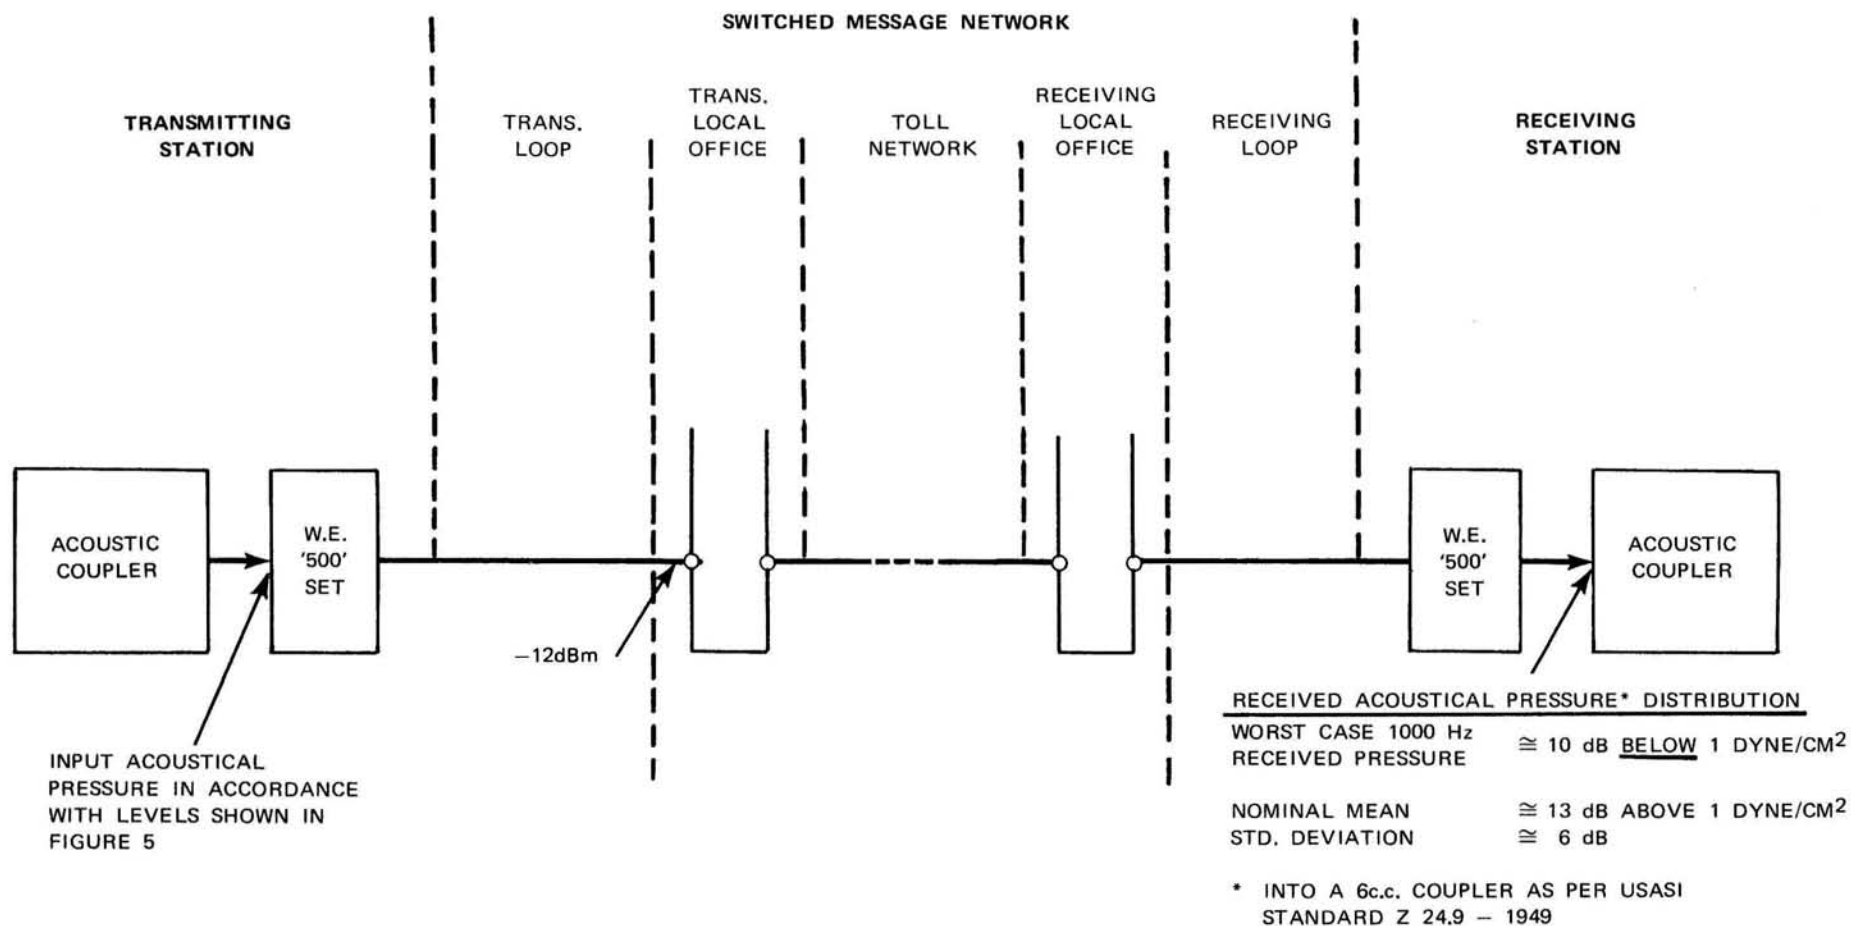 SWITCHED MESSAGE NETWORK
TRANSMITTING
STATION
TRANS.
LOOP
TRANS.
LOCAL
OFFICE
TOLL
NETWORK
RECEIVING
LOCAL
OFFICE
RECEIVING
LOOP
RECEIVING
STATION
ACOUSTIC
COUPLER
W.E.
'500'
SET
−12dBm
W.E.
'500'
SET
ACOUSTIC
COUPLER
INPUT ACOUSTICAL
PRESSURE IN ACCORDANCE
WITH LEVELS SHOWN IN
FIGURE 5
RECEIVED ACOUSTICAL PRESSURE* DISTRIBUTION
WORST CASE 1000 Hz
RECEIVED PRESSURE
≅ 10 dB BELOW 1 DYNE/CM²
NOMINAL MEAN ≅ 13 dB ABOVE 1 DYNE/CM²
STD. DEVIATION ≅ 6 dB
* INTO A 6c.c. COUPLER AS PER USASI
STANDARD Z 24.9 – 1949